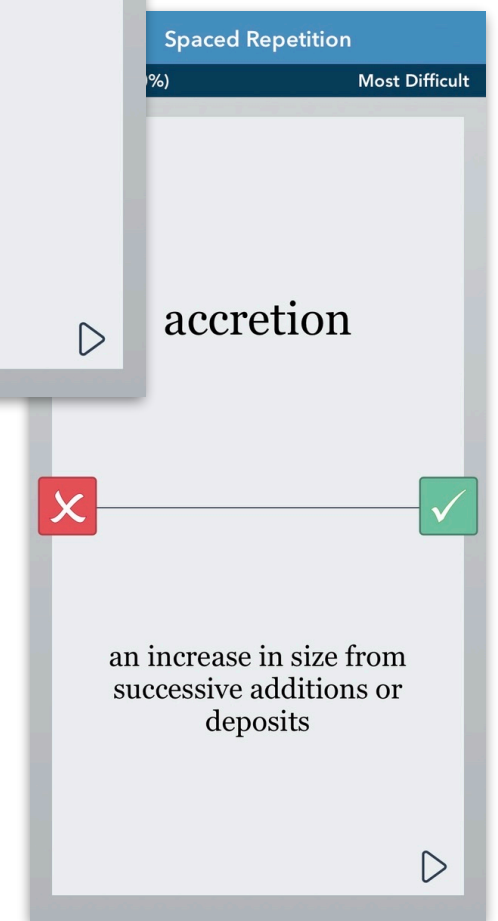 Spaced Repetition
%) Most Difficult
accretion
an increase in size from
successive additions or
deposits